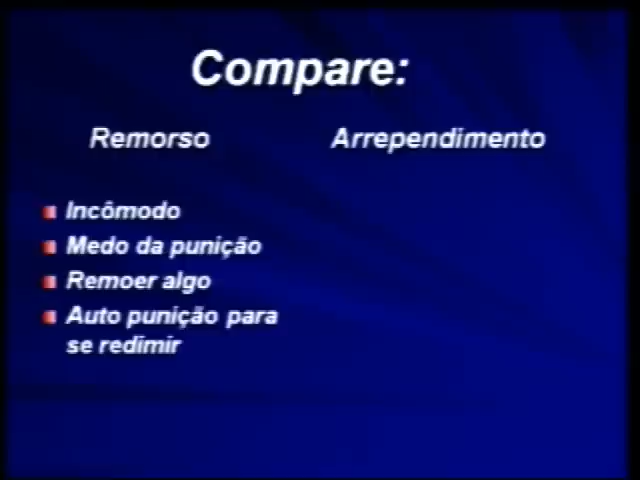 Compare:
Remorso Arrependimento
Incômodo
Medo da punição
Remoer algo
Auto punição para
se redimir